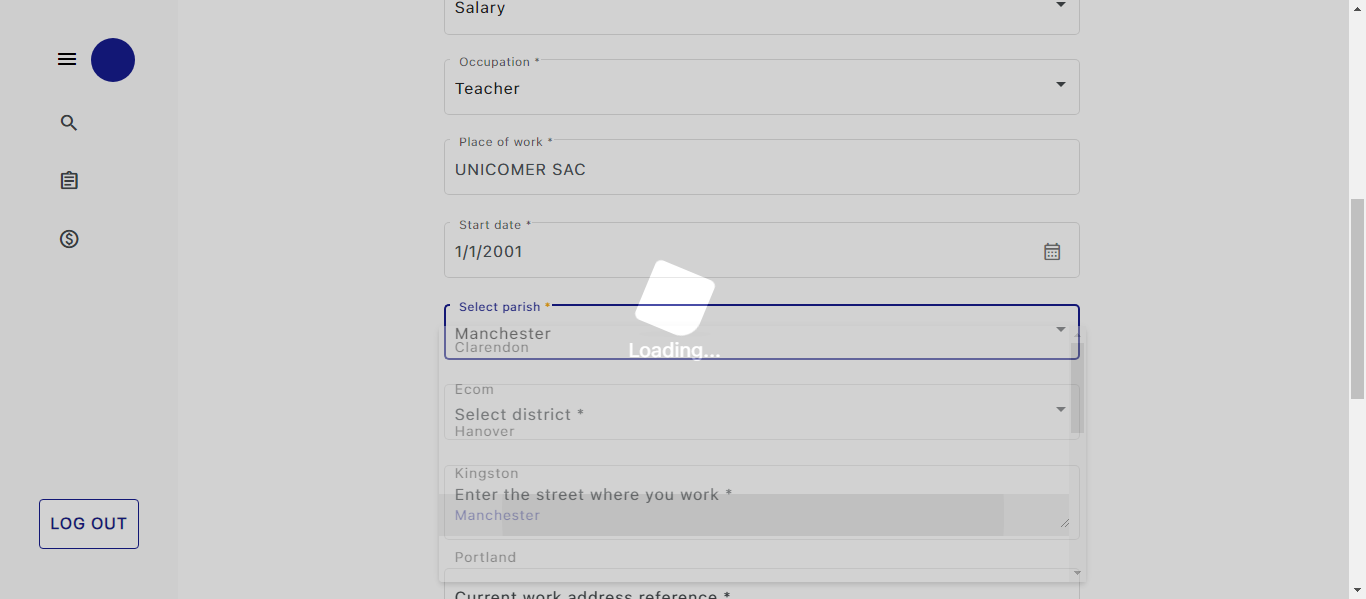 Salary
Occupation *
Teacher
Place of work *
UNICOMER SAC
Start date *
1/1/2001
Select parish *
Manchester
Loading...
Clarendon
Ecom
Select district *
Hanover
Kingston
Enter the street where you work *
Manchester
LOG OUT
Portland
Current work address reference *